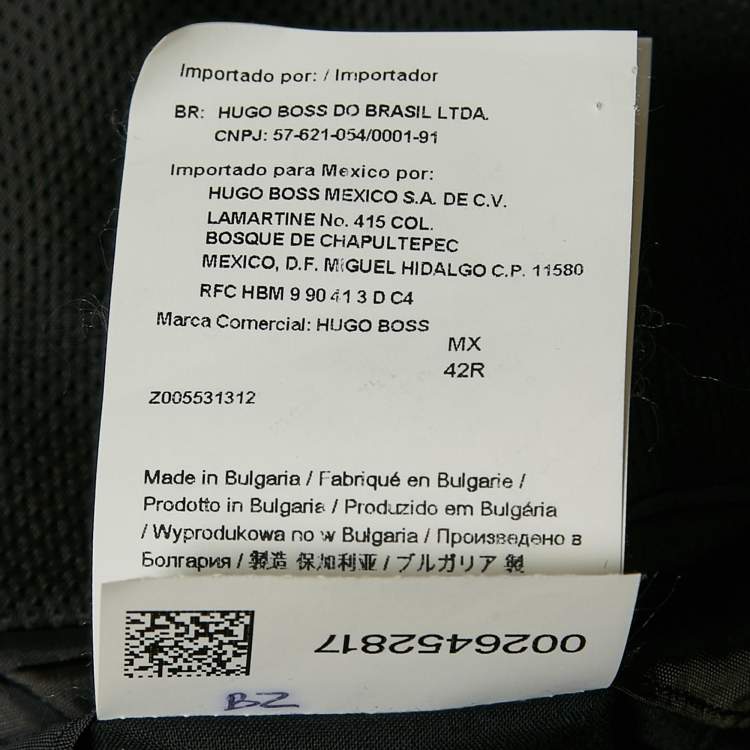 Importado por: / Importador
BR: HUGO BOSS DO BRASIL LTDA.
CNPJ: 57-621-054/0001-91
Importado para Mexico por:
HUGO BOSS MEXICO S.A. DE C.V.
LAMARTINE No. 415 COL.
BOSQUE DE CHAPULTEPEC
MEXICO, D.F. MIGUEL HIDALGO C.P. 11580
RFC HBM 9 90 41 3 D C4
Marca Comercial: HUGO BOSS
MX
42R
Z005531312
Made in Bulgaria / Fabriqué en Bulgarie /
Prodotto in Bulgaria / Produzido em Bulgária
/ Wyprodukowa no w Bulgaria / Произведено в
Болгария / 製造 保加利亚 / ブルガリア 製
0026452817